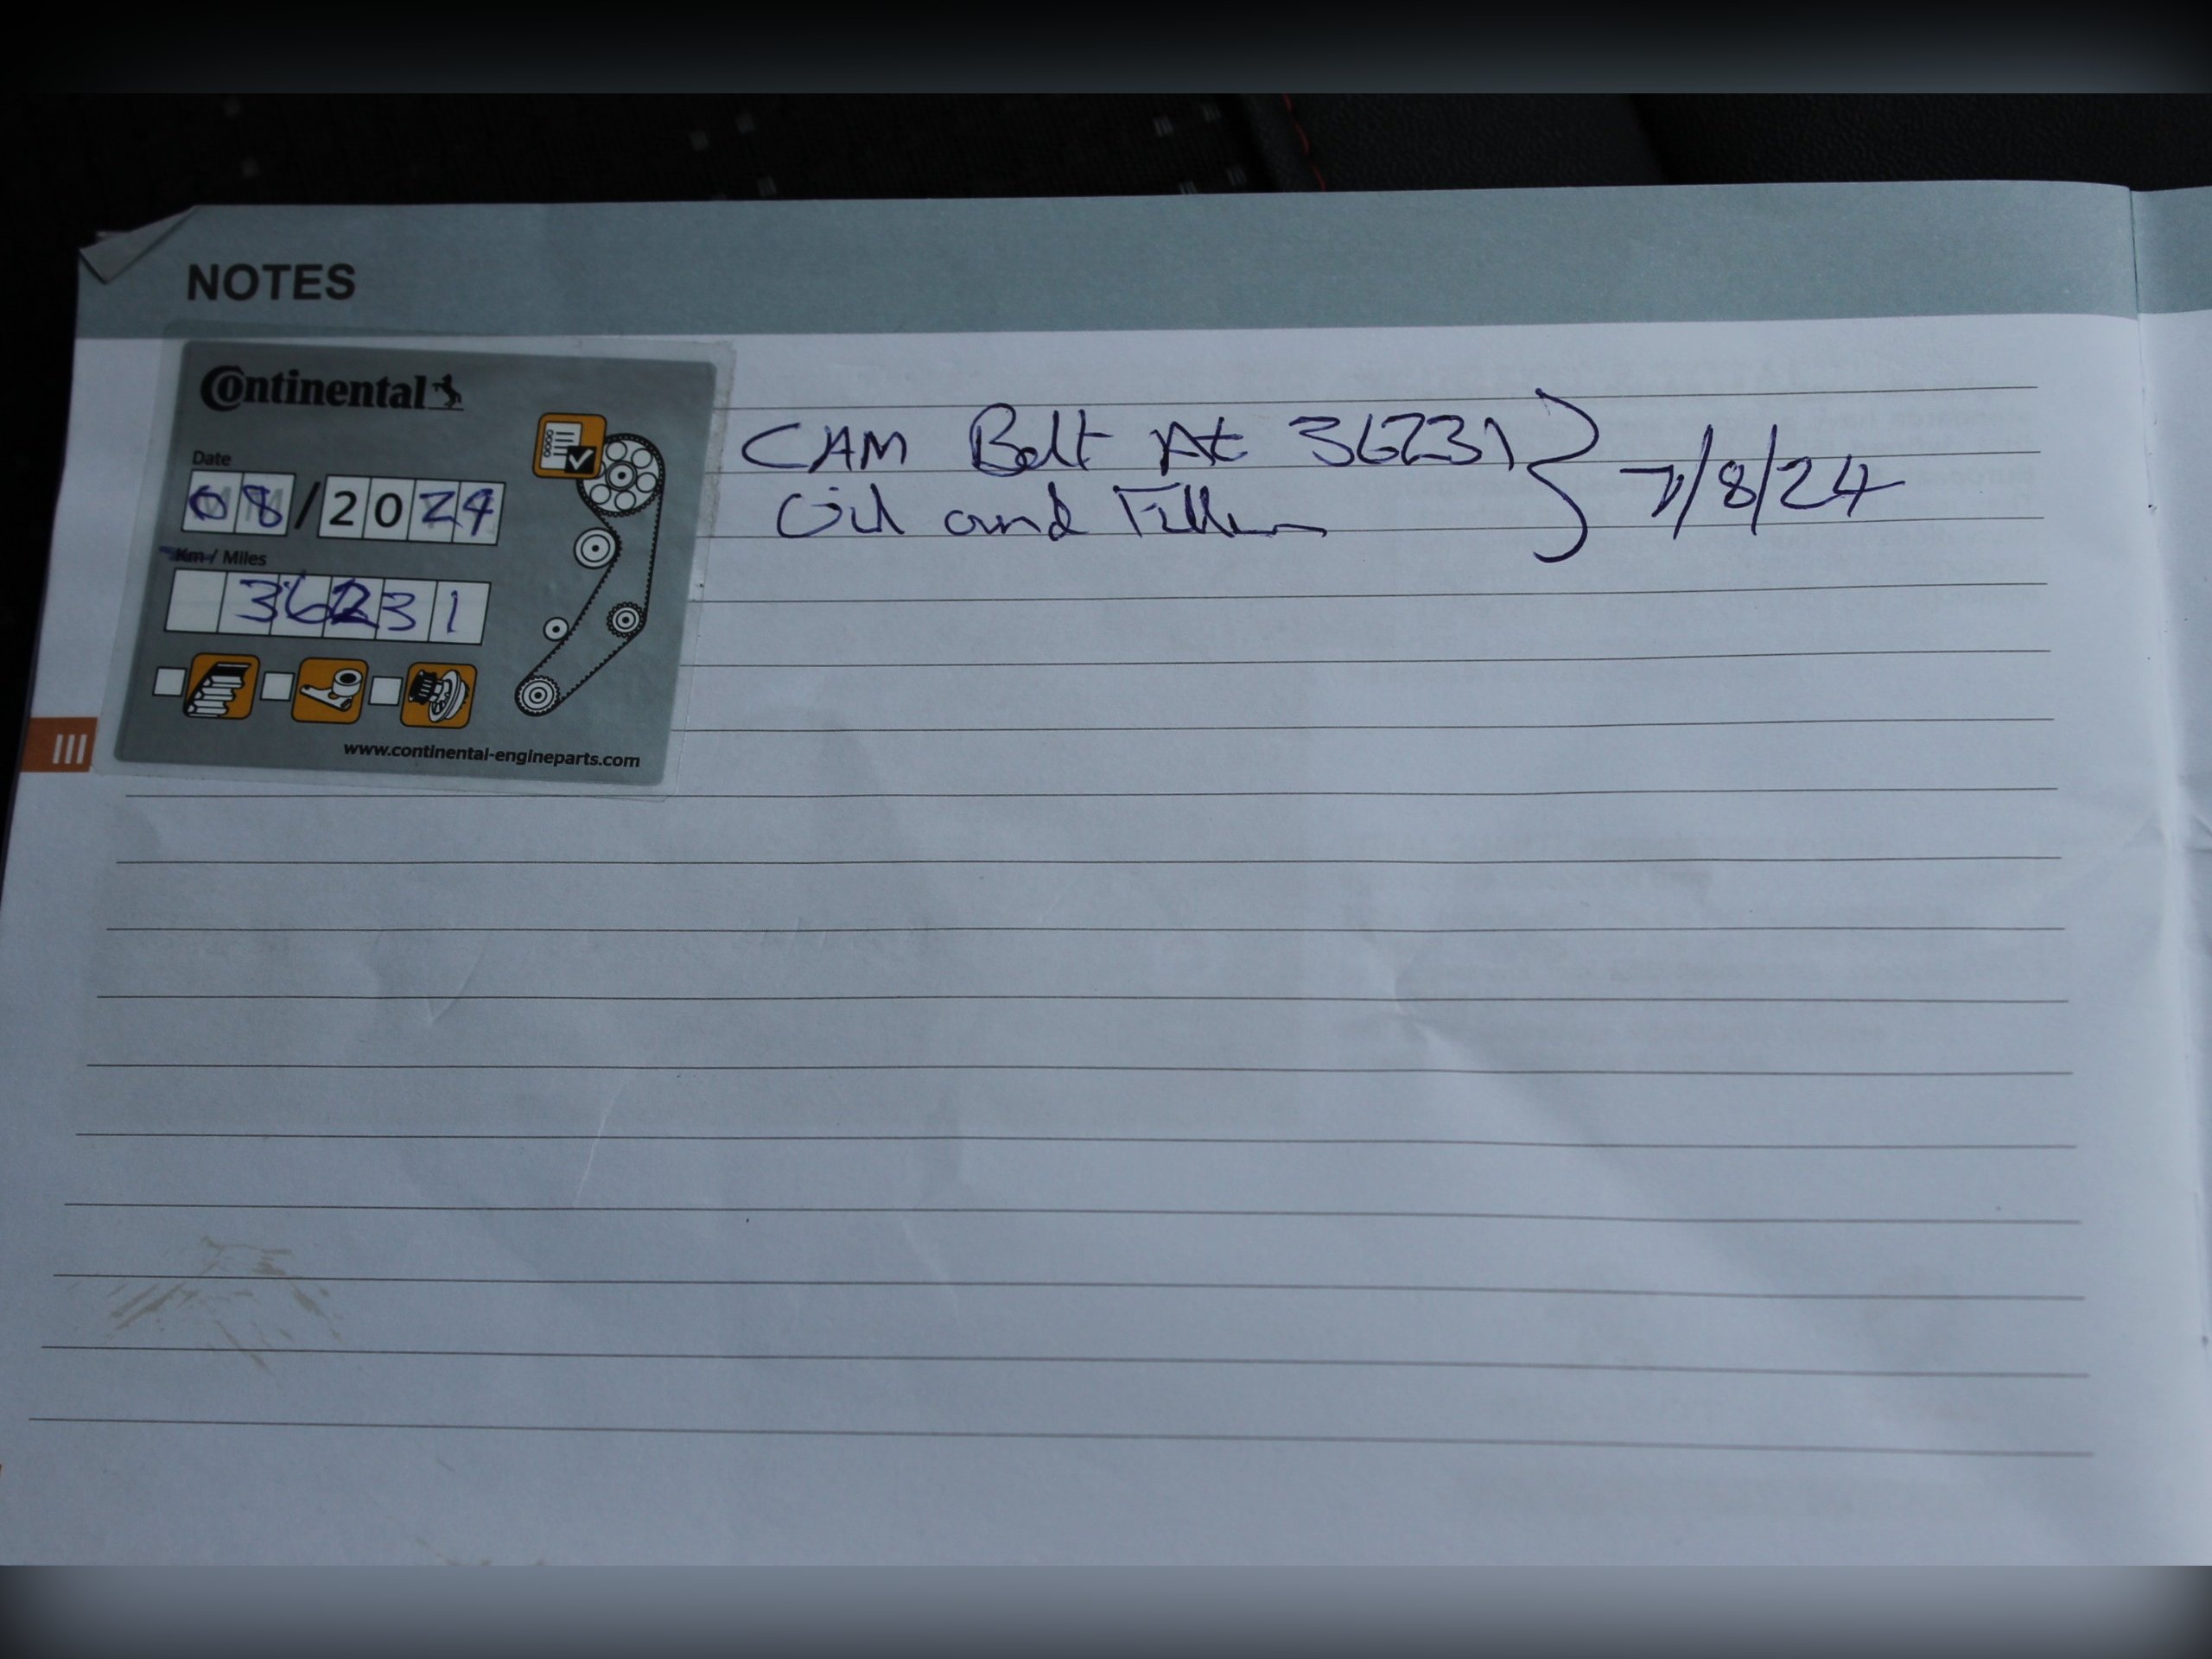 NOTES
Continental
Date
08/2024
Km / Miles
36231
www.continental-engineparts.com
CAM Belt At 36231
Oil and Filter
7/8/24
III